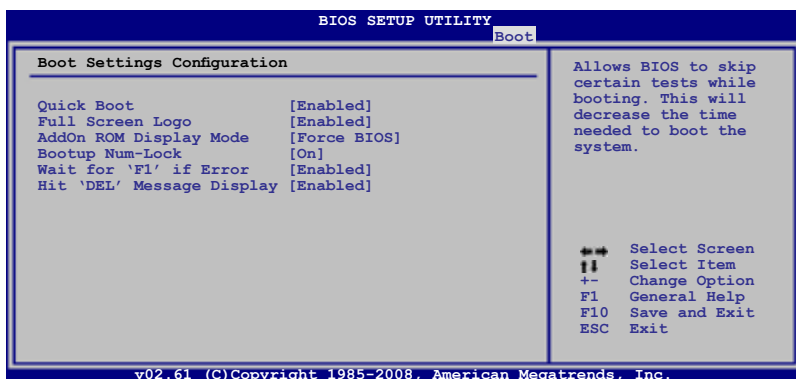 BIOS SETUP UTILITY
Boot
Boot Settings Configuration
Quick Boot [Enabled]
Full Screen Logo [Enabled]
AddOn ROM Display Mode [Force BIOS]
Bootup Num-Lock [On]
Wait for ‘F1’ if Error [Enabled]
Hit ‘DEL’ Message Display [Enabled]
Allows BIOS to skip
certain tests while
booting. This will
decrease the time
needed to boot the
system.
←→ Select Screen
↑↓ Select Item
+- Change Option
F1 General Help
F10 Save and Exit
ESC Exit
v02.61 (C)Copyright 1985-2008, American Megatrends, Inc.